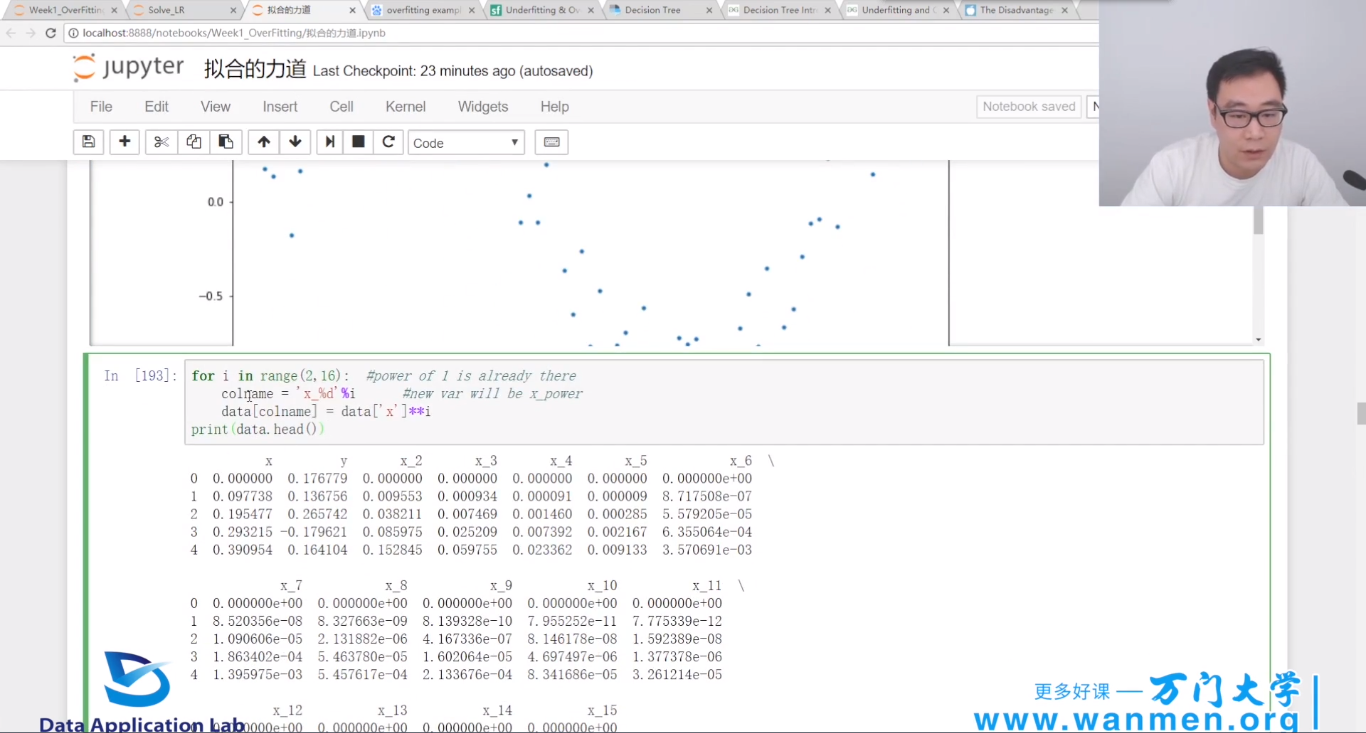 Week1_OverFittin
Solve_LR
拟合的力道
overfitting exampl
Underfitting & Ov
Decision Tree
Decision Tree Intr
Underfitting and O
The Disadvantage
localhost:8888/notebooks/Week1_OverFitting/拟合的力道.ipynb
jupyter 拟合的力道 Last Checkpoint: 23 minutes ago (autosaved)
File Edit View Insert Cell Kernel Widgets Help
Notebook saved
Code
0.0
−0.5
In [193]:
for i in range(2,16): #power of 1 is already there
colname = 'x_%d'%i #new var will be x_power
data[colname] = data['x']**i
print(data.head())
x y x_2 x_3 x_4 x_5 x_6 \
0 0.000000 0.176779 0.000000 0.000000 0.000000 0.000000 0.000000e+00
1 0.097738 0.136756 0.009553 0.000934 0.000091 0.000009 8.717508e-07
2 0.195477 0.265742 0.038211 0.007469 0.001460 0.000285 5.579205e-05
3 0.293215 -0.179621 0.085975 0.025209 0.007392 0.002167 6.355064e-04
4 0.390954 0.164104 0.152845 0.059755 0.023362 0.009133 3.570691e-03
x_7 x_8 x_9 x_10 x_11 \
0 0.000000e+00 0.000000e+00 0.000000e+00 0.000000e+00 0.000000e+00
1 8.520356e-08 8.327663e-09 8.139328e-10 7.955252e-11 7.775339e-12
2 1.090606e-05 2.131882e-06 4.167336e-07 8.146178e-08 1.592389e-08
3 1.863402e-04 5.463780e-05 1.602064e-05 4.697497e-06 1.377378e-06
4 1.395975e-03 5.457617e-04 2.133676e-04 8.341686e-05 3.261214e-05
x_12 x_13 x_14 x_15
000000e+00 0.000000e+00 0.000000e+00 0.000000e+00
Data Application Lab
更多好课 — 万门大学
www.wanmen.org